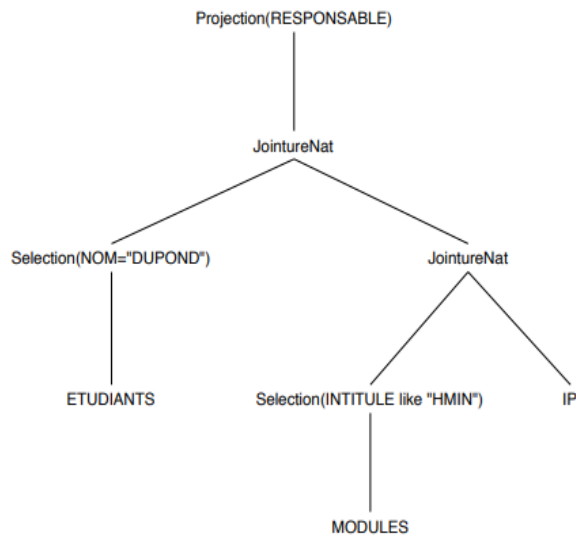 Projection(RESPONSABLE)
JointureNat
Selection(NOM="DUPOND")
JointureNat
ETUDIANTS
Selection(INTITULE like "HMIN")
IP
MODULES